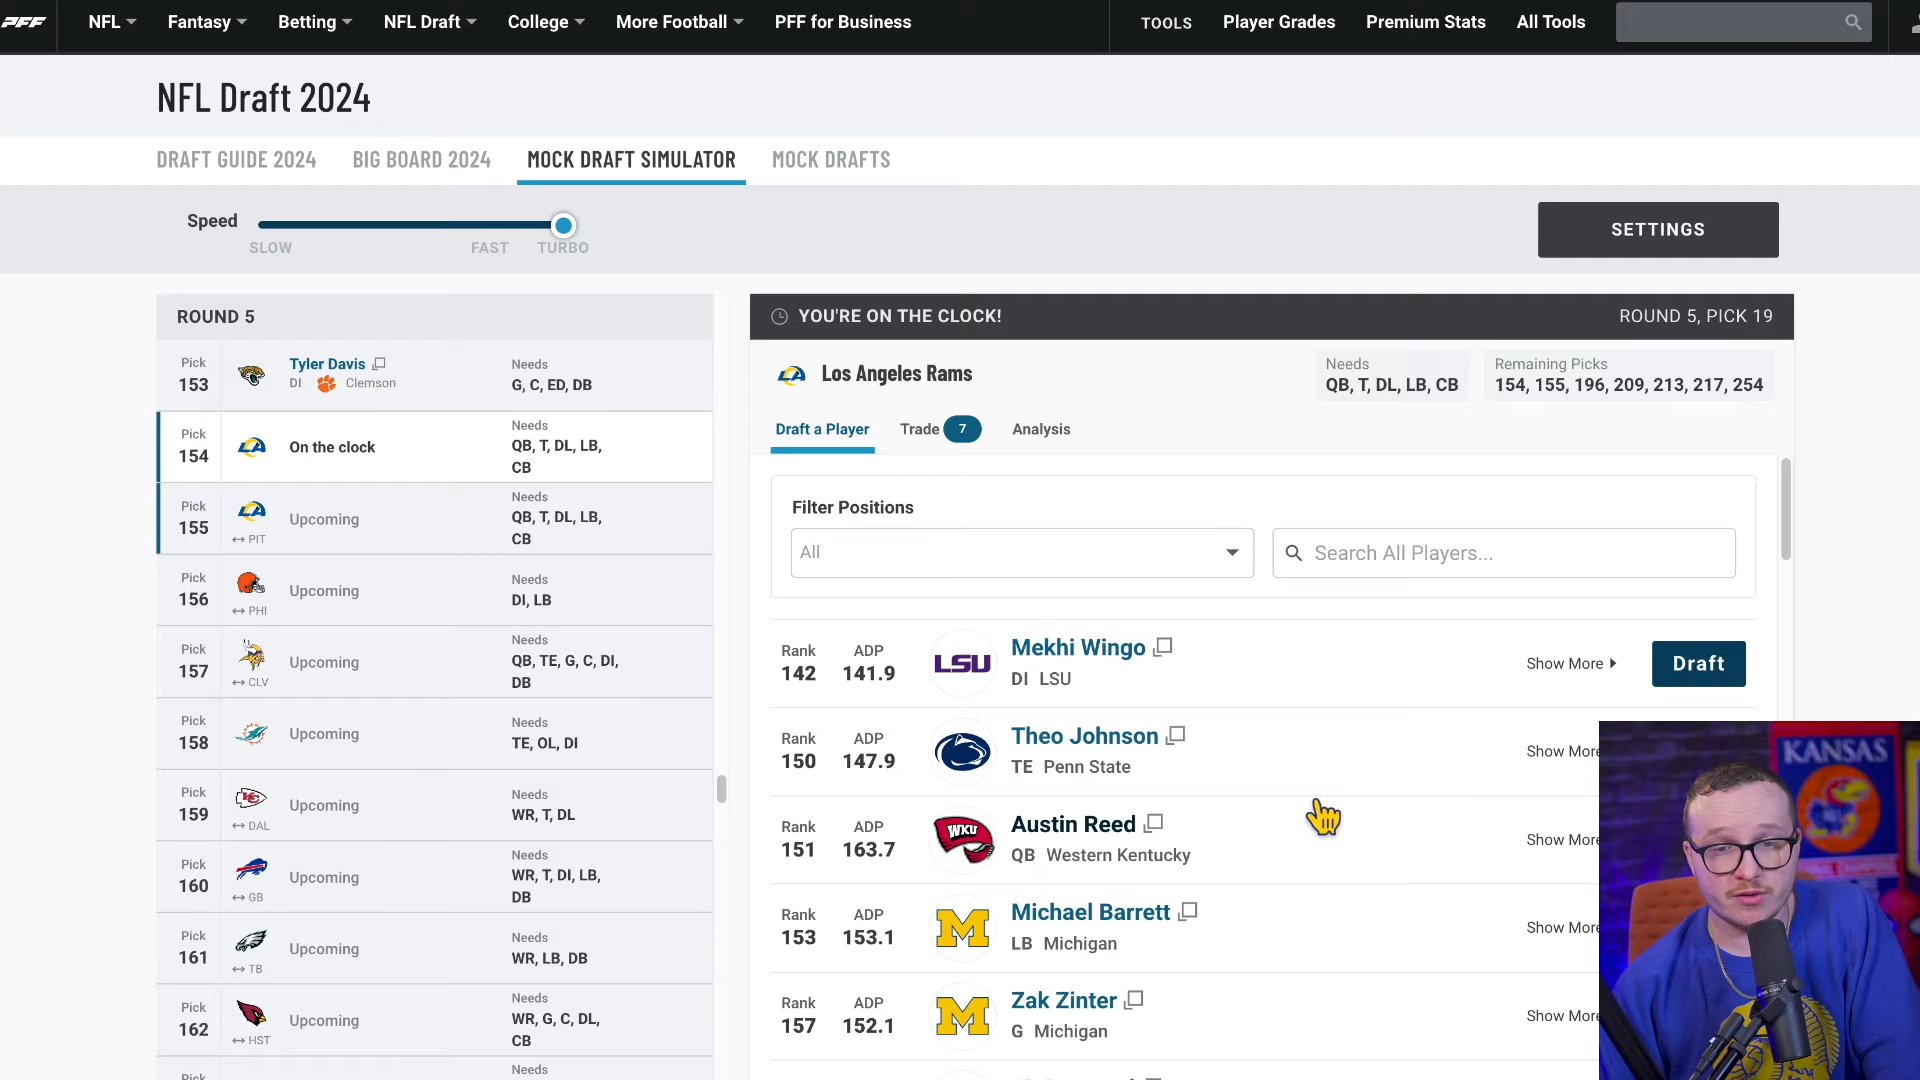 PFF
NFL
Fantasy
Betting
NFL Draft
College
More Football
PFF for Business
TOOLS
Player Grades
Premium Stats
All Tools
NFL Draft 2024
DRAFT GUIDE 2024
BIG BOARD 2024
MOCK DRAFT SIMULATOR
MOCK DRAFTS
Speed
SLOW
FAST
TURBO
SETTINGS
ROUND 5
Pick
153
Tyler Davis
DI
Clemson
Needs
G, C, ED, DB
Pick
154
On the clock
Needs
QB, T, DL, LB,
CB
Pick
155
PIT
Upcoming
Needs
QB, T, DL, LB,
CB
Pick
156
PHI
Upcoming
Needs
DI, LB
Pick
157
CLV
Upcoming
Needs
QB, TE, G, C, DI,
DB
Pick
158
Upcoming
Needs
TE, OL, DI
Pick
159
DAL
Upcoming
Needs
WR, T, DL
Pick
160
GB
Upcoming
Needs
WR, T, DI, LB,
DB
Pick
161
TB
Upcoming
Needs
WR, LB, DB
Pick
162
HST
Upcoming
Needs
WR, G, C, DL,
CB
Pick
Needs
YOU'RE ON THE CLOCK!
ROUND 5, PICK 19
Los Angeles Rams
Needs
QB, T, DL, LB, CB
Remaining Picks
154, 155, 196, 209, 213, 217, 254
Draft a Player
Trade
7
Analysis
Filter Positions
All
Search All Players...
Rank
142
ADP
141.9
LSU
Mekhi Wingo
DI LSU
Show More
Draft
Rank
150
ADP
147.9
Theo Johnson
TE Penn State
Show More
Rank
151
ADP
163.7
WKU
Austin Reed
QB Western Kentucky
Show More
Rank
153
ADP
153.1
M
Michael Barrett
LB Michigan
Show More
Rank
157
ADP
152.1
M
Zak Zinter
G Michigan
Show More
KANSAS